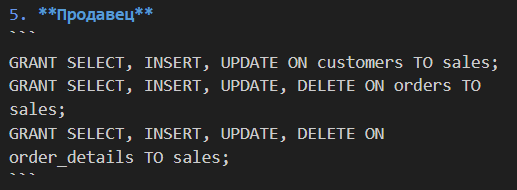 5. **Продавец**
```
GRANT SELECT, INSERT, UPDATE ON customers TO sales;
GRANT SELECT, INSERT, UPDATE, DELETE ON orders TO
sales;
GRANT SELECT, INSERT, UPDATE, DELETE ON
order_details TO sales;
```